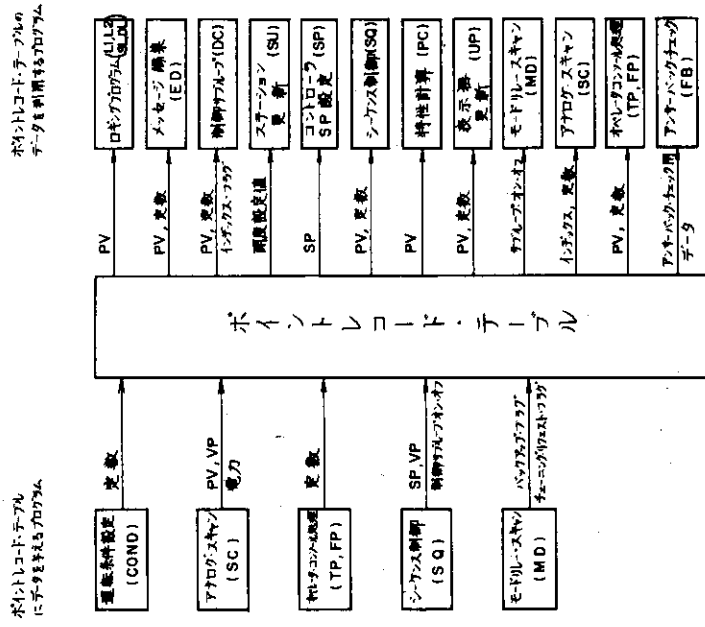 ポイントレコード・テーブルの
データを利用するプログラム
ロギングプログラム(L1,L2
SL,DL)
メッセージ編集
(ED)
制御サブループ(DC)
ステーション
更新 (SU)
コントローラ
SP設定 (SP)
シーケンス制御(SQ)
特性計算 (PC)
表示器
更新 (UP)
モードリレースキャン
(MD)
アナログ・スキャン
(SC)
オペレータコンソール処理
(TP, FP)
アンサーバック・チェック
(FB)
PV
PV, 定数
PV, 定数
インデックス・フラグ
開度設定値
SP
PV, 定数
PV
PV, 定数
サブループ・オン・オフ
インデックス, 定数
PV, 定数
アンサーバック・チェック用
データ
ポイントレコード・テーブル
定数
PV, VP
電力
定数
SP, VP
制御サブループオン・オフ
バックアップ・フラグ
チューニングリクエスト・フラグ
運転条件設定
(COND)
アナログ・スキャン
(SC)
オペレータ・コンソール処理
(TP, FP)
シーケンス制御
(SQ)
モードリレー・スキャン
(MD)
ポイントレコード・テーブル
にデータを与えるプログラム